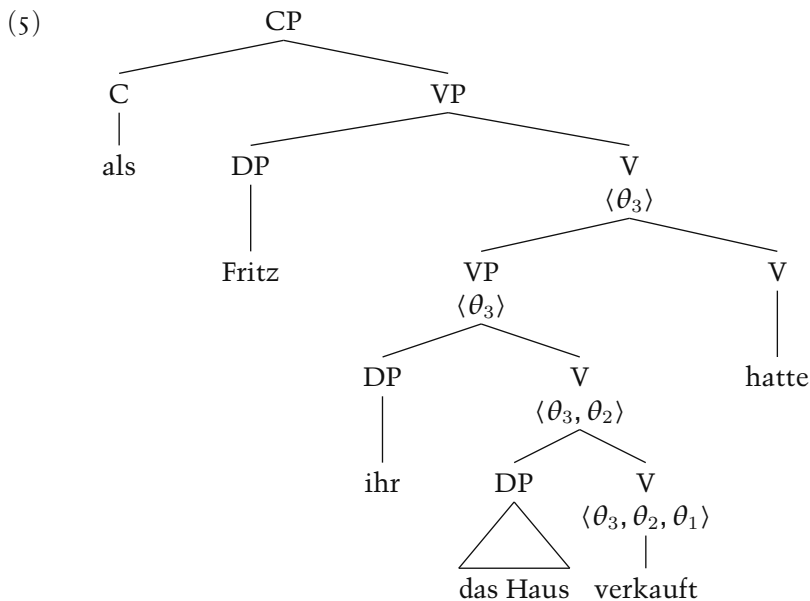 (5) CP
C VP
als DP V
⟨θ₃⟩
Fritz VP V
⟨θ₃⟩
DP V hatte
⟨θ₃, θ₂⟩
ihr DP V
⟨θ₃, θ₂, θ₁⟩
das Haus verkauft